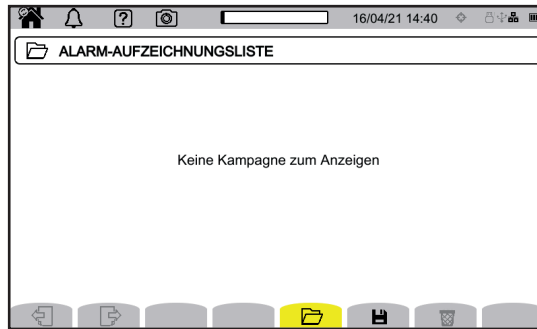 16/04/21 14:40
ALARM-AUFZEICHNUNGSLISTE
Keine Kampagne zum Anzeigen